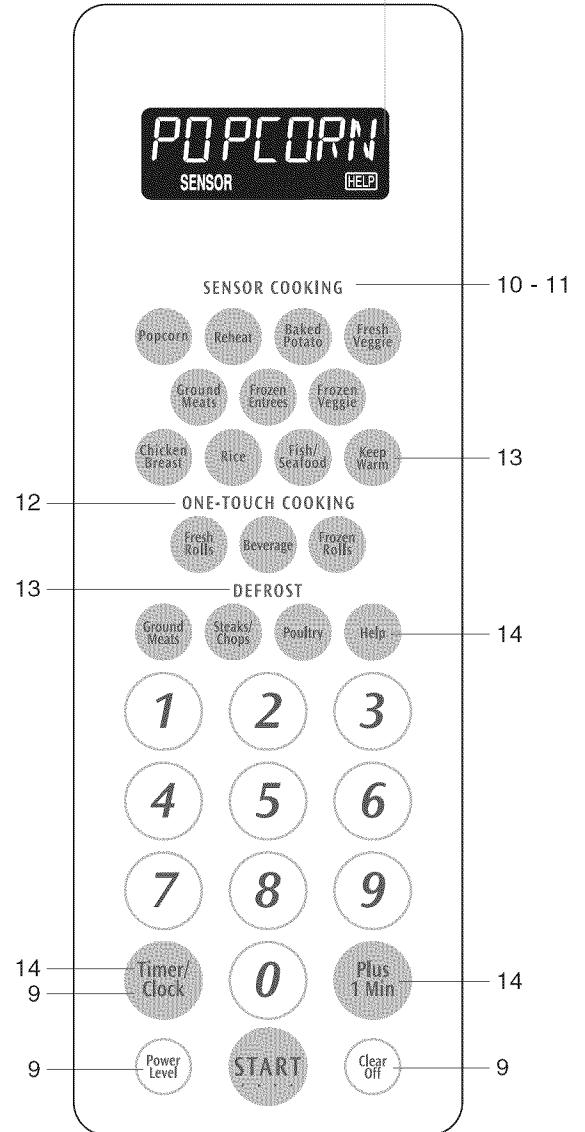 POPCORN
SENSOR HELP
SENSOR COOKING 10 - 11
Popcorn Reheat Baked Potato Fresh Veggie
Ground Meats Frozen Entrees Frozen Veggie
Chicken Breast Rice Fish/ Seafood Keep Warm 13
12 ONE-TOUCH COOKING
Fresh Rolls Beverage Frozen Rolls
13 DEFROST
Ground Meats Steaks/ Chops Poultry Help 14
1 2 3
4 5 6
7 8 9
14 Timer/ 0 Plus
9 Clock 1 Min 14
9 Power Level START Clear Off 9